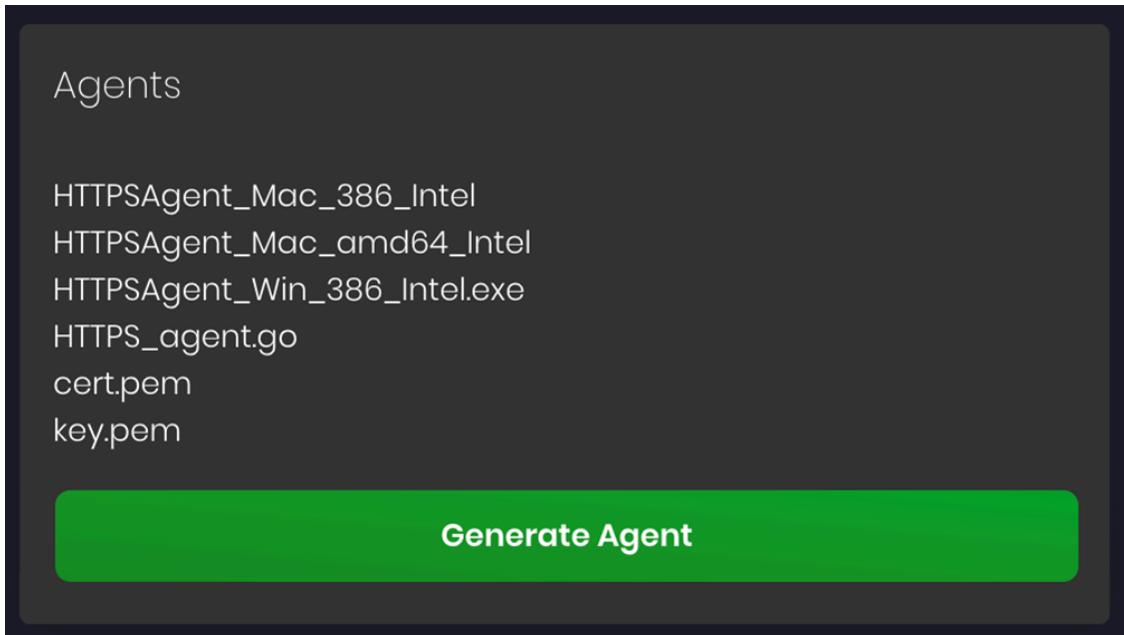 Agents
HTTPSAgent_Mac_386_Intel
HTTPSAgent_Mac_amd64_Intel
HTTPSAgent_Win_386_Intel.exe
HTTPS_agent.go
cert.pem
key.pem
Generate Agent